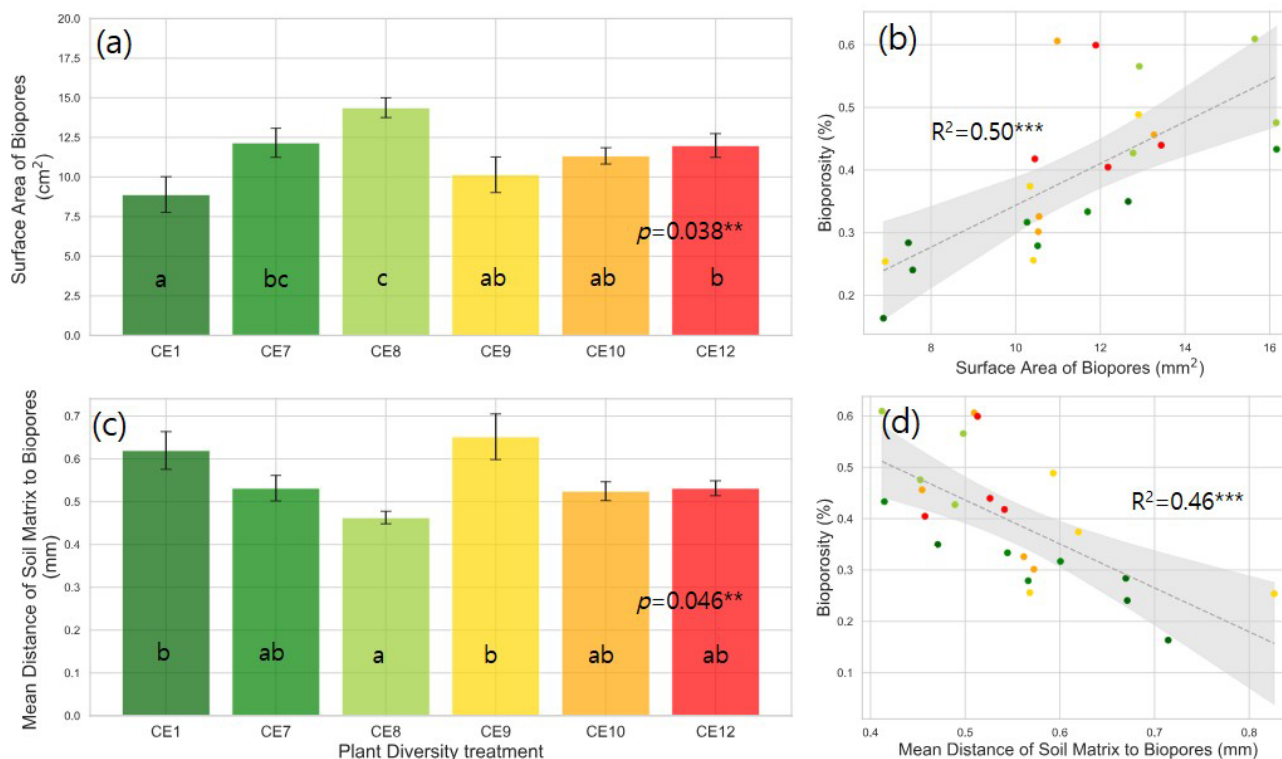 (a)
Surface Area of Biopores
(cm²)
20.0
17.5
15.0
12.5
10.0
7.5
5.0
2.5
0.0
p=0.038**
a
bc
c
ab
ab
b
CE1
CE7
CE8
CE9
CE10
CE12
(b)
Bioporosity (%)
0.6
0.5
0.4
0.3
0.2
R²=0.50***
8
10
12
14
16
Surface Area of Biopores (mm²)
(c)
Mean Distance of Soil Matrix to Biopores
(mm)
0.7
0.6
0.5
0.4
0.3
0.2
0.1
0.0
p=0.046**
b
ab
a
b
ab
ab
CE1
CE7
CE8
CE9
CE10
CE12
Plant Diversity treatment
(d)
Bioporosity (%)
0.6
0.5
0.4
0.3
0.2
0.1
R²=0.46***
0.4
0.5
0.6
0.7
0.8
Mean Distance of Soil Matrix to Biopores (mm)